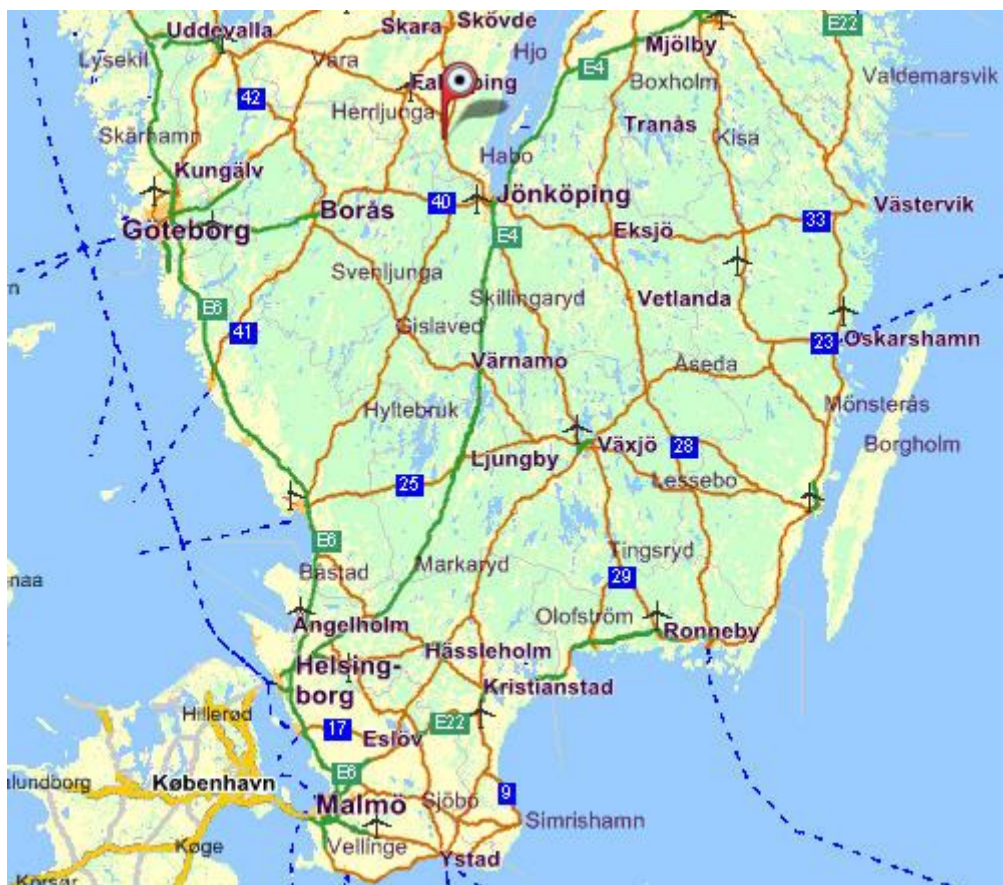 Skövde
Skara
Uddevalla
E22
Hjo
Mjölby
Lysekil
Vara
E4
Boxholm
Valdemarsvik
42
Herrljunga
Tranås
Skärhamn
Kisa
Habo
Kungälv
Jönköping
40
Borås
Västervik
33
Göteborg
Eksjö
E4
Svenljunga
Skillingaryd
Vetlanda
E6
41
Gislaved
23
Oskarshamn
Värnamo
Åseda
Hyltebruk
Mönsterås
Borgholm
Växjö
28
Ljungby
Lessebo
25
E6
Tingsryd
Markaryd
Båstad
29
naa
Olofström
Ängelholm
Ronneby
Hässleholm
Helsing-
borg
Kristianstad
Hillerød
E22
17
Eslöv
E6
alundborg
København
9
Malmö
Sjöbo
Simrishamn
Køge
Vellinge
Ystad
Korsør